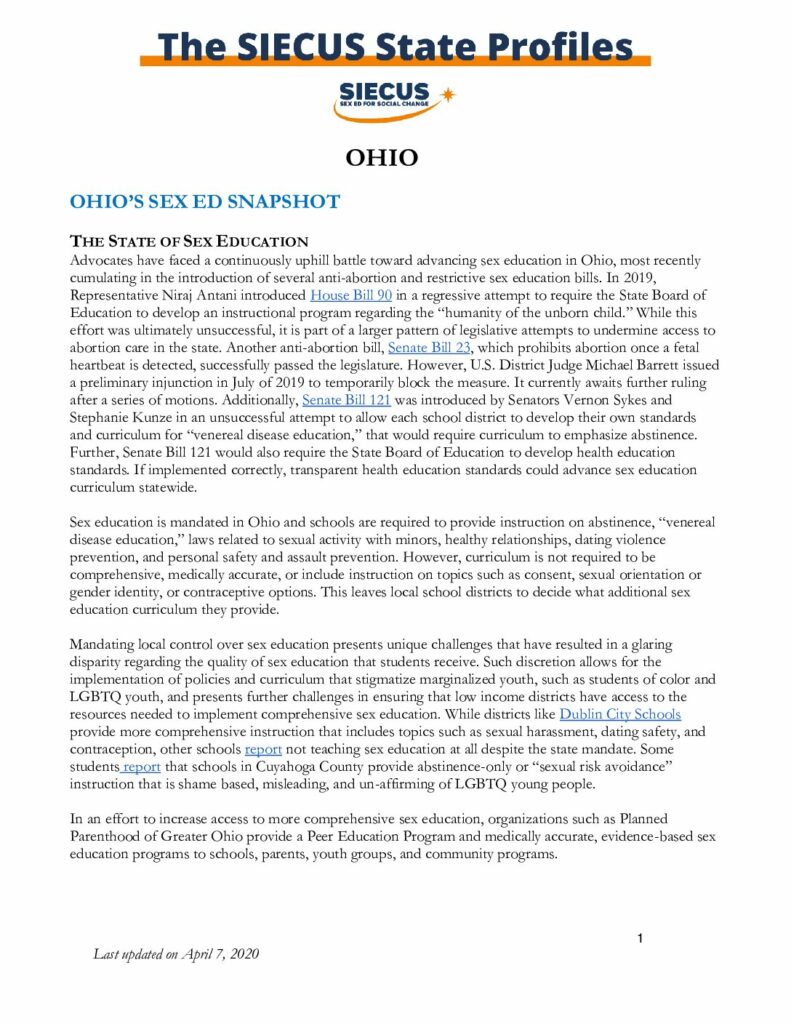 The SIECUS State Profiles
SIECUS
SEX ED FOR SOCIAL CHANGE
OHIO
OHIO'S SEX ED SNAPSHOT
THE STATE OF SEX EDUCATION
Advocates have faced a continuously uphill battle toward advancing sex education in Ohio, most recently
cumulating in the introduction of several anti-abortion and restrictive sex education bills. In 2019,
Representative Niraj Antani introduced House Bill 90 in a regressive attempt to require the State Board of
Education to develop an instructional program regarding the “humanity of the unborn child.” While this
effort was ultimately unsuccessful, it is part of a larger pattern of legislative attempts to undermine access to
abortion care in the state. Another anti-abortion bill, Senate Bill 23, which prohibits abortion once a fetal
heartbeat is detected, successfully passed the legislature. However, U.S. District Judge Michael Barrett issued
a preliminary injunction in July of 2019 to temporarily block the measure. It currently awaits further ruling
after a series of motions. Additionally, Senate Bill 121 was introduced by Senators Vernon Sykes and
Stephanie Kunze in an unsuccessful attempt to allow each school district to develop their own standards
and curriculum for “venereal disease education,” that would require curriculum to emphasize abstinence.
Further, Senate Bill 121 would also require the State Board of Education to develop health education
standards. If implemented correctly, transparent health education standards could advance sex education
curriculum statewide.
Sex education is mandated in Ohio and schools are required to provide instruction on abstinence, “venereal
disease education,” laws related to sexual activity with minors, healthy relationships, dating violence
prevention, and personal safety and assault prevention. However, curriculum is not required to be
comprehensive, medically accurate, or include instruction on topics such as consent, sexual orientation or
gender identity, or contraceptive options. This leaves local school districts to decide what additional sex
education curriculum they provide.
Mandating local control over sex education presents unique challenges that have resulted in a glaring
disparity regarding the quality of sex education that students receive. Such discretion allows for the
implementation of policies and curriculum that stigmatize marginalized youth, such as students of color and
LGBTQ youth, and presents further challenges in ensuring that low income districts have access to the
resources needed to implement comprehensive sex education. While districts like Dublin City Schools
provide more comprehensive instruction that includes topics such as sexual harassment, dating safety, and
contraception, other schools report not teaching sex education at all despite the state mandate. Some
students report that schools in Cuyahoga County provide abstinence-only or “sexual risk avoidance”
instruction that is shame based, misleading, and un-affirming of LGBTQ young people.
In an effort to increase access to more comprehensive sex education, organizations such as Planned
Parenthood of Greater Ohio provide a Peer Education Program and medically accurate, evidence-based sex
education programs to schools, parents, youth groups, and community programs.
1
Last updated on April 7, 2020